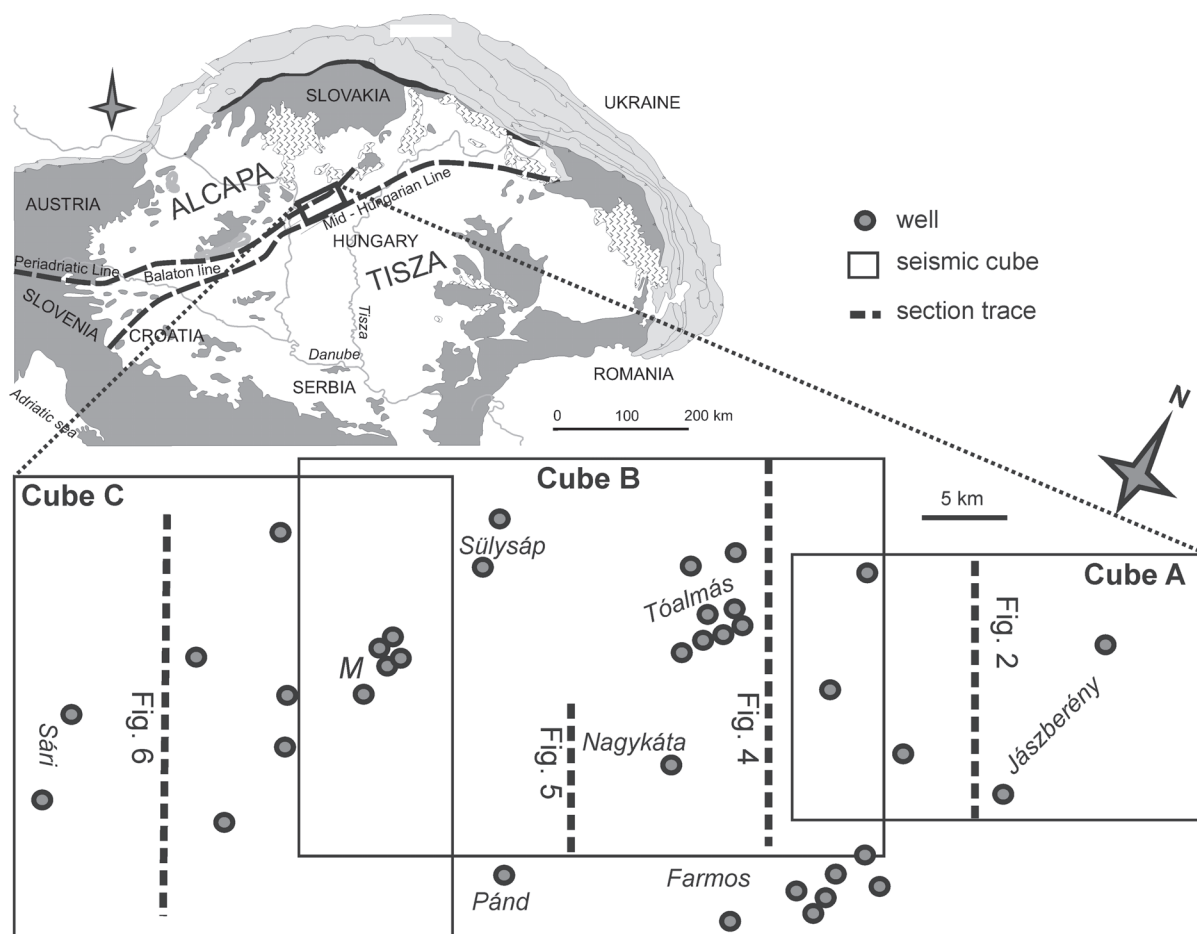 SLOVAKIA
UKRAINE
ALCAPA
AUSTRIA
Mid - Hungarian Line
HUNGARY
Periadritic Line
Balaton line
TISZA
SLOVENIA
CROATIA
Tisza
Danube
SERBIA
ROMANIA
Adriatic sea
0 100 200 km
well
seismic cube
section trace
N
5 km
Cube C
Cube B
Cube A
Sülysáp
Tóalmás
Fig. 2
M
Fig. 6
Fig. 4
Sári
Fig. 5
Nagykáta
Jászberény
Pánd
Farmos